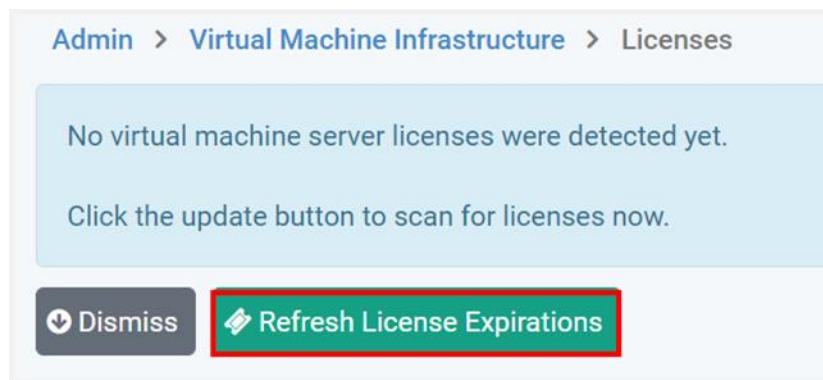 Admin > Virtual Machine Infrastructure > Licenses
No virtual machine server licenses were detected yet.
Click the update button to scan for licenses now.
Dismiss Refresh License Expirations